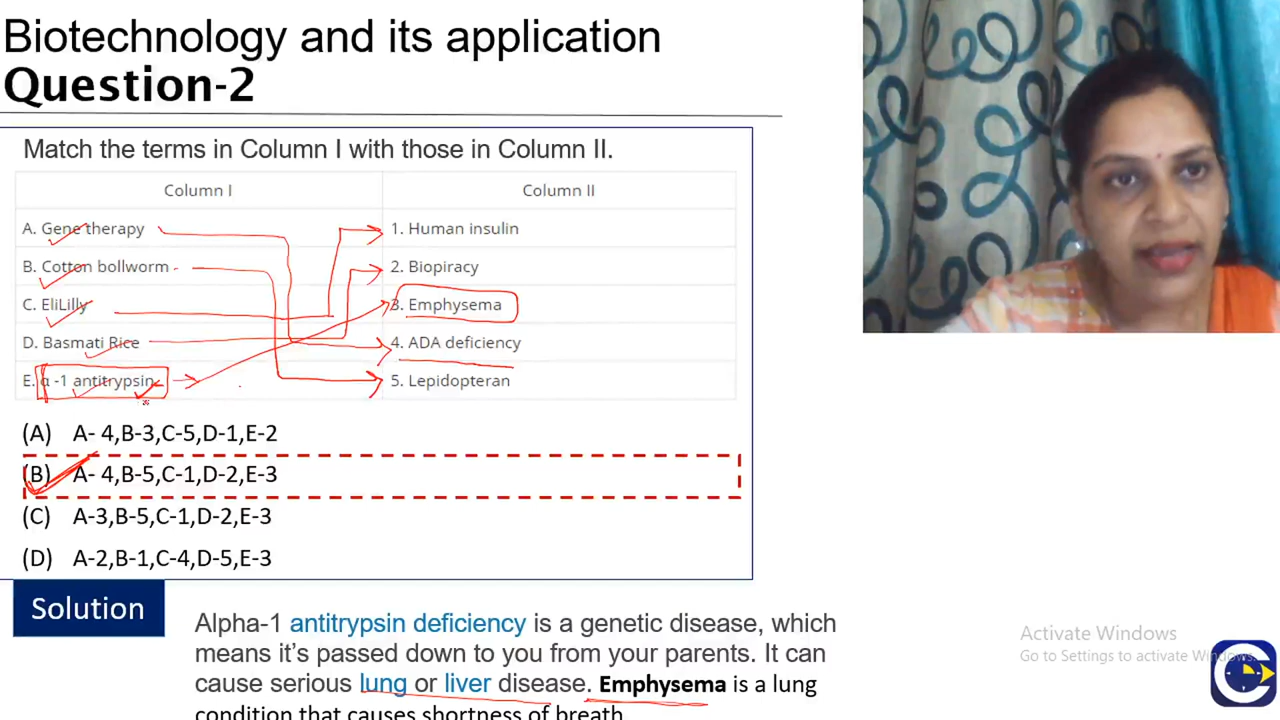 Biotechnology and its application
Question-2
Match the terms in Column I with those in Column II.
Column I Column II
A. Gene therapy 1. Human insulin
B. Cotton bollworm 2. Biopiracy
C. EliLilly 3. Emphysema
D. Basmati Rice 4. ADA deficiency
E. α -1 antitrypsin 5. Lepidopteran
(A) A- 4,B-3,C-5,D-1,E-2
(B) A- 4,B-5,C-1,D-2,E-3
(C) A-3,B-5,C-1,D-2,E-3
(D) A-2,B-1,C-4,D-5,E-3
Solution
Alpha-1 antitrypsin deficiency is a genetic disease, which
means it's passed down to you from your parents. It can
cause serious lung or liver disease. Emphysema is a lung
condition that causes shortness of breath.
Activate Windows
Go to Settings to activate Windows.